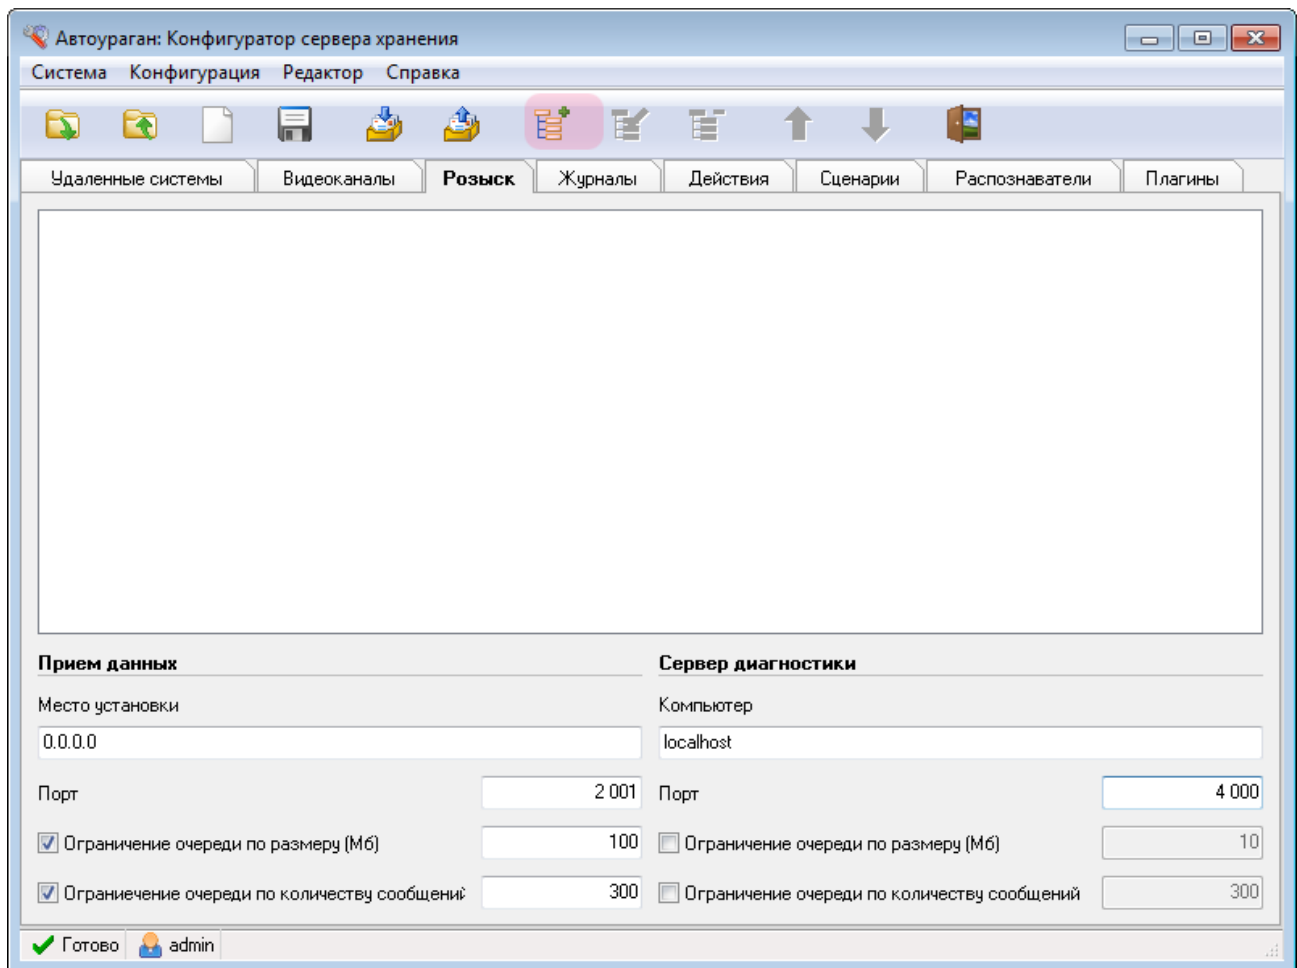 Автоураган: Конфигуратор сервера хранения
Система Конфигурация Редактор Справка
Удаленные системы Видеоканалы Розыск Журналы Действия Сценарии Распознаватели Плагины
Прием данных Сервер диагностики
Место установки Компьютер
0.0.0.0 localhost
Порт 2 001 Порт 4 000
Ограничение очереди по размеру (Мб) 100 Ограничение очереди по размеру (Мб) 10
Ограниечение очереди по количеству сообщений 300 Ограничение очереди по количеству сообщений 300
Готово admin